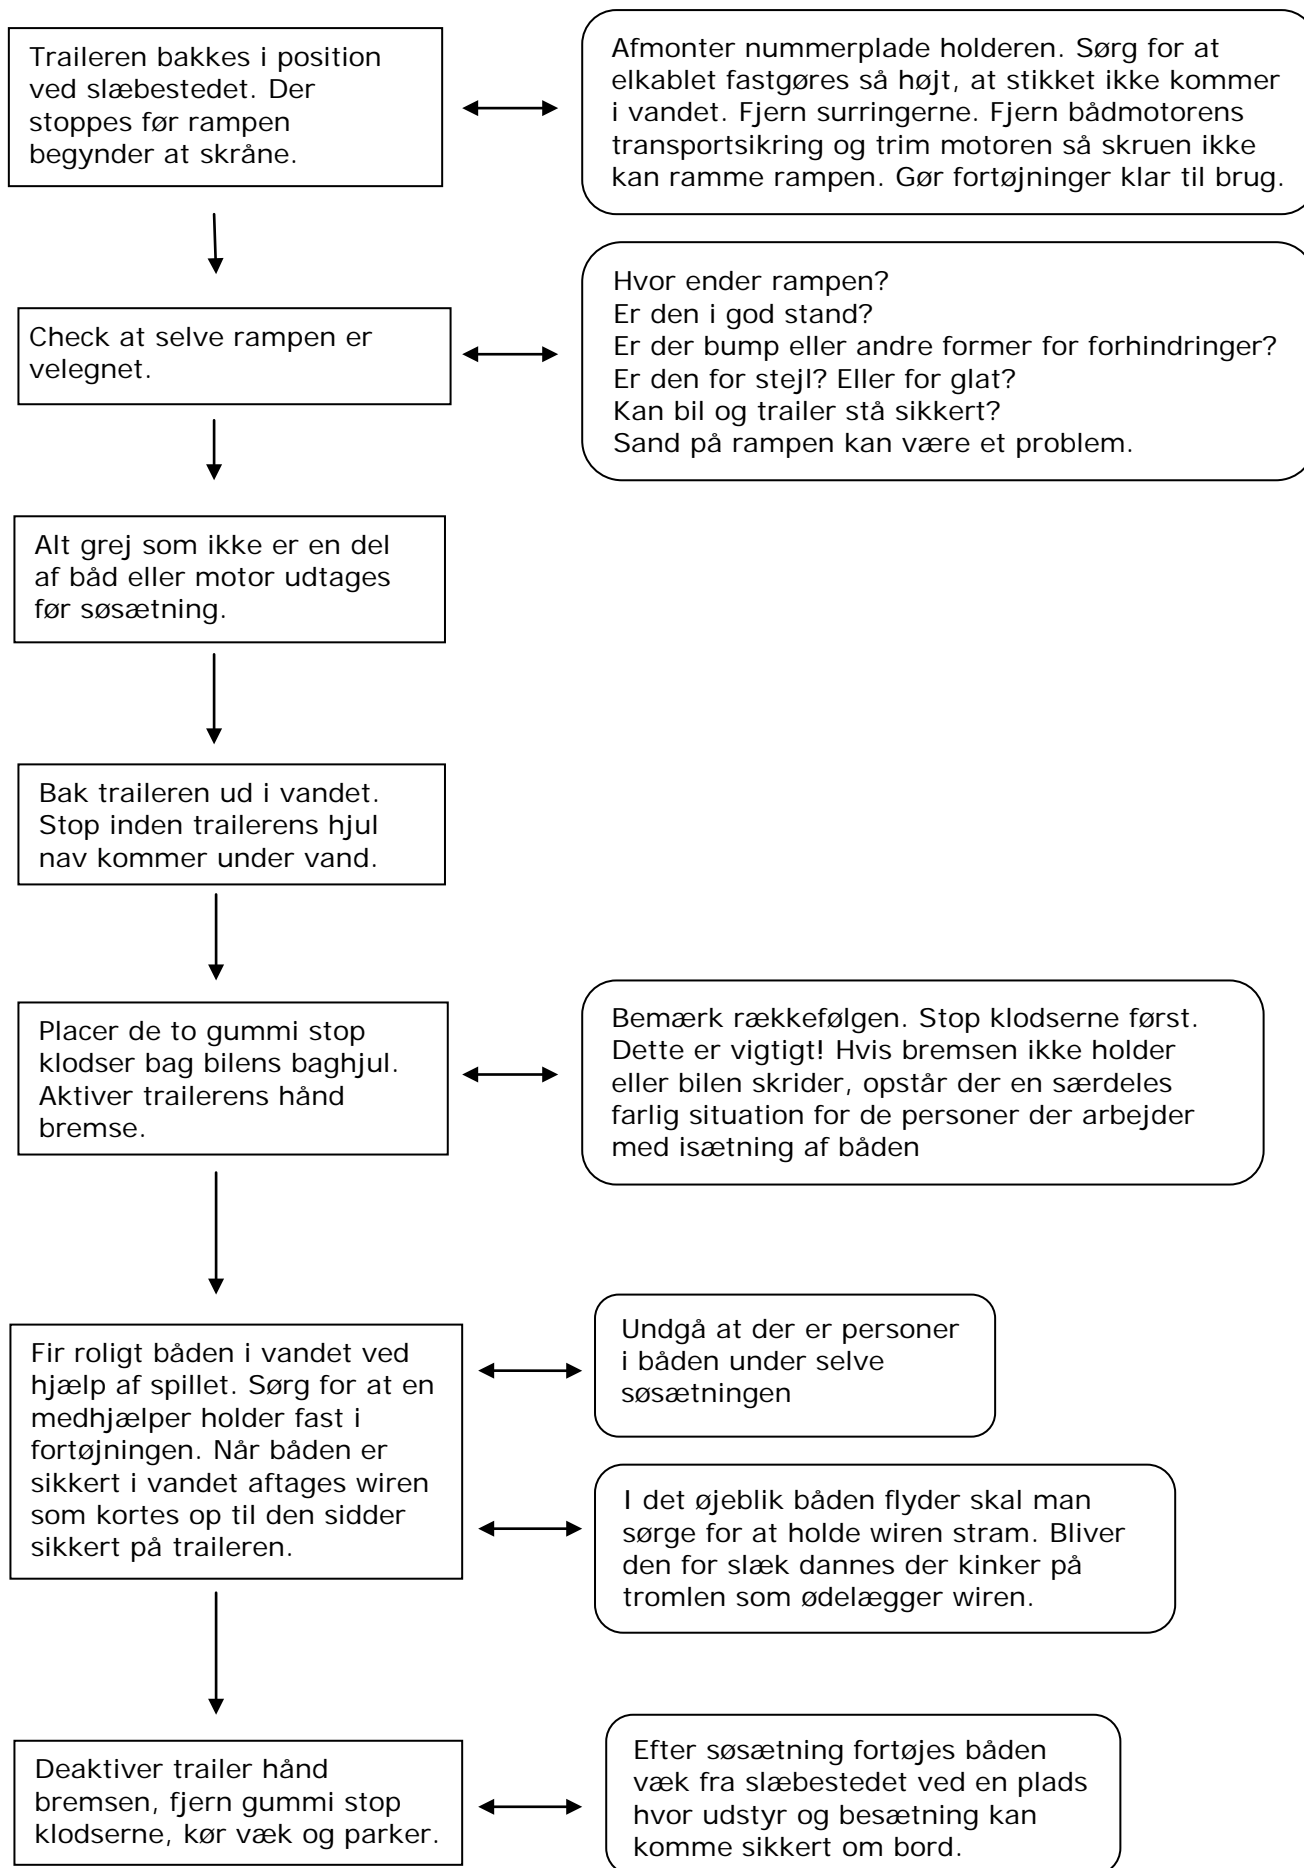 Traileren bakkes i position
ved slæbestedet. Der
stoppes før rampen
begynder at skråne.
Afmonter nummerplade holderen. Sørg for at
elkablet fastgøres så højt, at stikket ikke kommer
i vandet. Fjern surringerne. Fjern bådmotorens
transportsikring og trim motoren så skruen ikke
kan ramme rampen. Gør fortøjninger klar til brug.
Check at selve rampen er
velegnet.
Hvor ender rampen?
Er den i god stand?
Er der bump eller andre former for forhindringer?
Er den for stejl? Eller for glat?
Kan bil og trailer stå sikkert?
Sand på rampen kan være et problem.
Alt grej som ikke er en del
af båd eller motor udtages
før søsætning.
Bak traileren ud i vandet.
Stop inden trailerens hjul
nav kommer under vand.
Placer de to gummi stop
klodser bag bilens baghjul.
Aktiver trailerens hånd
bremse.
Bemærk rækkefølgen. Stop klodserne først.
Dette er vigtigt! Hvis bremsen ikke holder
eller bilen skrider, opstår der en særdeles
farlig situation for de personer der arbejder
med isætning af båden
Fir roligt båden i vandet ved
hjælp af spillet. Sørg for at en
medhjælper holder fast i
fortøjningen. Når båden er
sikkert i vandet aftages wiren
som kortes op til den sidder
sikkert på traileren.
Undgå at der er personer
i båden under selve
søsætningen
I det øjeblik båden flyder skal man
sørge for at holde wiren stram. Bliver
den for slæk dannes der kinker på
tromlen som ødelægger wiren.
Deaktiver trailer hånd
bremsen, fjern gummi stop
klodserne, kør væk og parker.
Efter søsætning fortøjes båden
væk fra slæbestedet ved en plads
hvor udstyr og besætning kan
komme sikkert om bord.